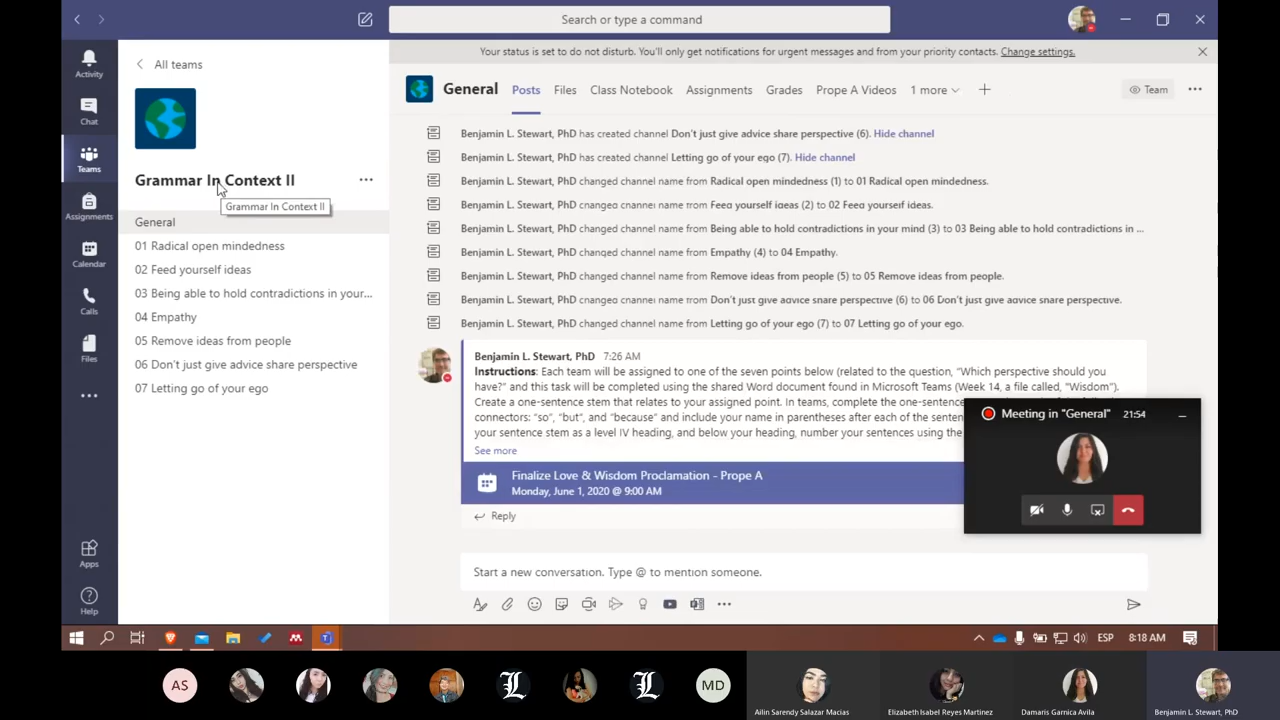 Search or type a command
Your status is set to do not disturb. You'll only get notifications for urgent messages and from your priority contacts. Change settings.
Activity
Chat
Teams
Assignments
Calendar
Calls
Files
Apps
Help
All teams
Grammar In Context II
Grammar In Context II
General
01 Radical open mindedness
02 Feed yourself ideas
03 Being able to hold contradictions in your...
04 Empathy
05 Remove ideas from people
06 Don't just give advice share perspective
07 Letting go of your ego
General Posts Files Class Notebook Assignments Grades Prope A Videos 1 more Team
Benjamin L. Stewart, PhD has created channel Don't just give advice share perspective (6). Hide channel
Benjamin L. Stewart, PhD has created channel Letting go of your ego (7). Hide channel
Benjamin L. Stewart, PhD changed channel name from Radical open mindedness (1) to 01 Radical open mindedness.
Benjamin L. Stewart, PhD changed channel name from Feed yourself ideas (2) to 02 Feed yourself ideas.
Benjamin L. Stewart, PhD changed channel name from Being able to hold contradictions in your mind (3) to 03 Being able to hold contradictions in ...
Benjamin L. Stewart, PhD changed channel name from Empathy (4) to 04 Empathy.
Benjamin L. Stewart, PhD changed channel name from Remove ideas from people (5) to 05 Remove ideas from people.
Benjamin L. Stewart, PhD changed channel name from Don't just give advice share perspective (6) to 06 Don't just give advice share perspective.
Benjamin L. Stewart, PhD changed channel name from Letting go of your ego (7) to 07 Letting go of your ego.
Benjamin L. Stewart, PhD 7:26 AM
Instructions: Each team will be assigned to one of the seven points below (related to the question, "Which perspective should you
have?" and this task will be completed using the shared Word document found in Microsoft Teams (Week 14, a file called, "Wisdom").
Create a one-sentence stem that relates to your assigned point. In teams, complete the one-sentence
connectors: "so", "but", and "because" and include your name in parentheses after each of the
your sentence stem as a level IV heading, and below your heading, number your sentences using the
See more
Finalize Love & Wisdom Proclamation - Prope A
Monday, June 1, 2020 @ 9:00 AM
Reply
Meeting in "General" 21:54
Start a new conversation. Type @ to mention someone.
ESP 8:18 AM
AS
L
L
MD
Ailin Sarendy Salazar Macias
Elizabeth Isabel Reyes Martinez
Damaris Garnica Avila
Benjamin L. Stewart, PhD